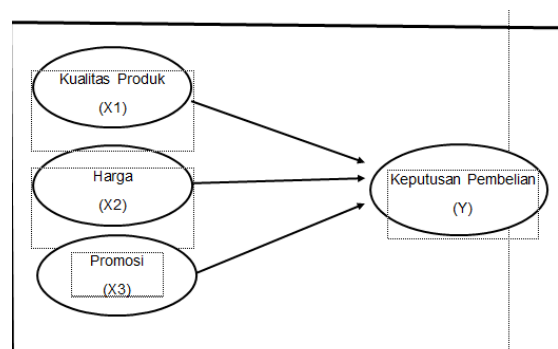 Kualitas Produk
(X1)
Harga
(X2)
Promosi
(X3)
Keputusan Pembelian
(Y)